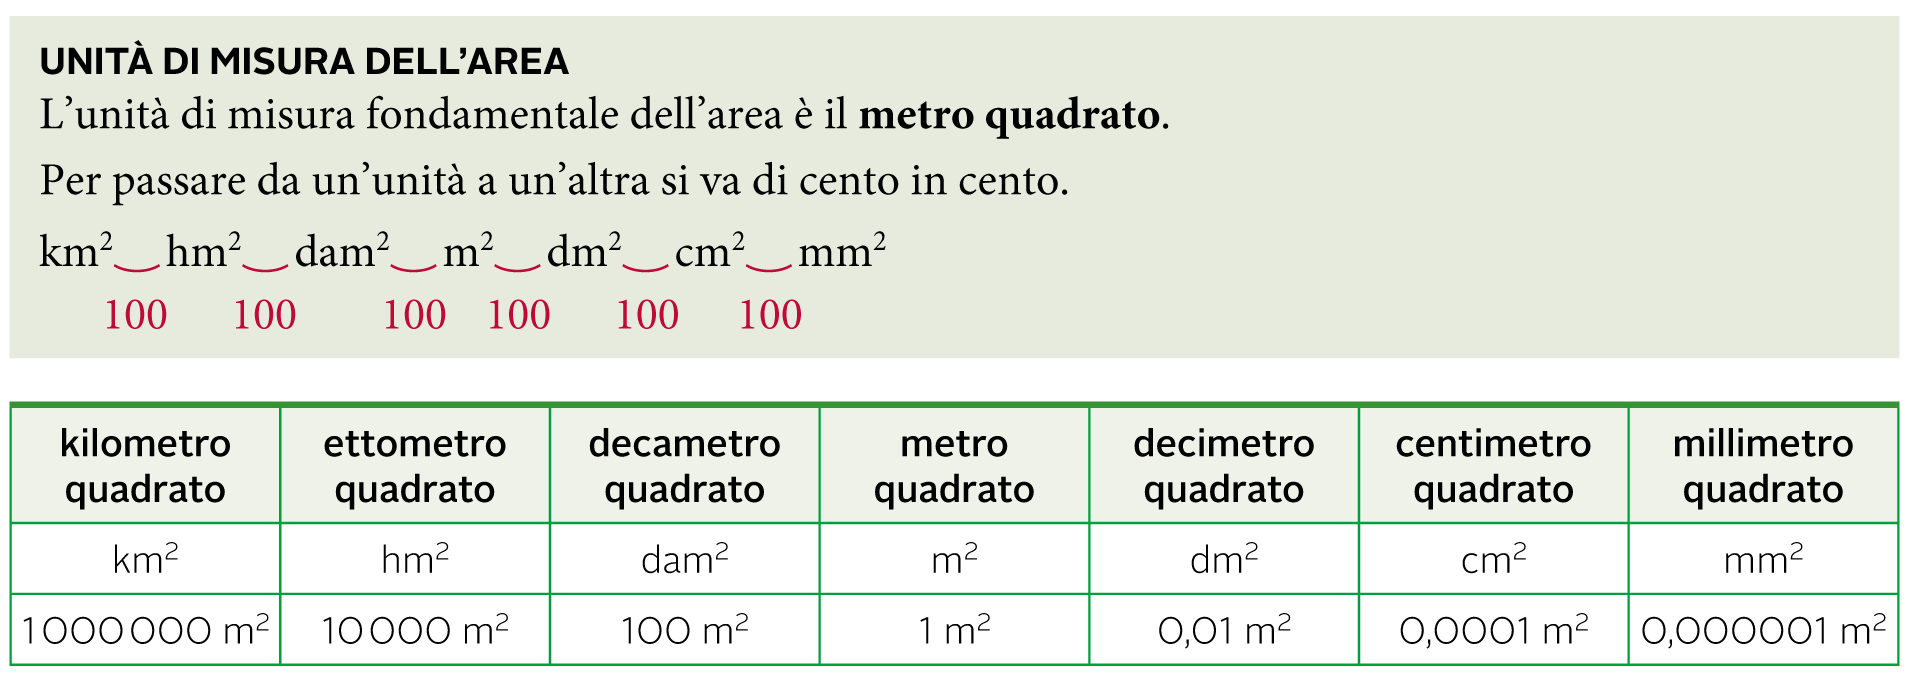 UNITÀ DI MISURA DELL’AREA
L’unità di misura fondamentale dell’area è il metro quadrato.
Per passare da un’unità a un’altra si va di cento in cento.
km² hm² dam² m² dm² cm² mm²
100 100 100 100 100 100
kilometro quadrato ettometro quadrato decametro quadrato metro quadrato decimetro quadrato centimetro quadrato millimetro quadrato
km² hm² dam² m² dm² cm² mm²
1 000 000 m² 10 000 m² 100 m² 1 m² 0,01 m² 0,0001 m² 0,000001 m²